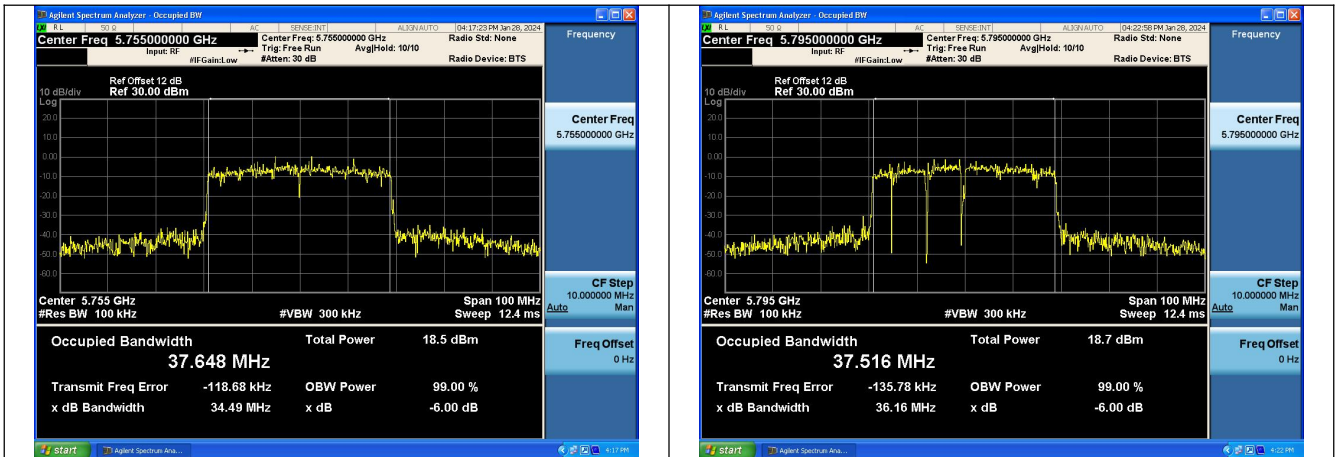 Agilent Spectrum Analyzer - Occupied BW
RL 50 Ω AC SENSE:INT ALIGN AUTO 04:17:23 PM Jan 28, 2024
Center Freq 5.755000000 GHz
Center Freq: 5.755000000 GHz
Radio Std: None
Input: RF
Trig: Free Run Avg|Hold: 10/10
#IFGain:Low
#Atten: 30 dB
Radio Device: BTS
Ref Offset 12 dB
10 dB/div Ref 30.00 dBm
Log
20.0
10.0
0.00
-10.0
-20.0
-30.0
-40.0
-50.0
-60.0
Center 5.755 GHz
Span 100 MHz
#Res BW 100 kHz
#VBW 300 kHz
Sweep 12.4 ms
Occupied Bandwidth
Total Power 18.5 dBm
37.648 MHz
Transmit Freq Error -118.68 kHz OBW Power 99.00 %
x dB Bandwidth 34.49 MHz x dB -6.00 dB
Frequency
Center Freq
5.755000000 GHz
CF Step
10.000000 MHz
Auto Man
Freq Offset
0 Hz
start
Agilent Spectrum Ana...
4:17 PM
Agilent Spectrum Analyzer - Occupied BW
RL 50 Ω AC SENSE:INT ALIGN AUTO 04:22:58 PM Jan 28, 2024
Center Freq 5.795000000 GHz
Center Freq: 5.795000000 GHz
Radio Std: None
Input: RF
Trig: Free Run Avg|Hold: 10/10
#IFGain:Low
#Atten: 30 dB
Radio Device: BTS
Ref Offset 12 dB
10 dB/div Ref 30.00 dBm
Log
20.0
10.0
0.00
-10.0
-20.0
-30.0
-40.0
-50.0
-60.0
Center 5.795 GHz
Span 100 MHz
#Res BW 100 kHz
#VBW 300 kHz
Sweep 12.4 ms
Occupied Bandwidth
Total Power 18.7 dBm
37.516 MHz
Transmit Freq Error -135.78 kHz OBW Power 99.00 %
x dB Bandwidth 36.16 MHz x dB -6.00 dB
Frequency
Center Freq
5.795000000 GHz
CF Step
10.000000 MHz
Auto Man
Freq Offset
0 Hz
start
Agilent Spectrum Ana...
4:22 PM